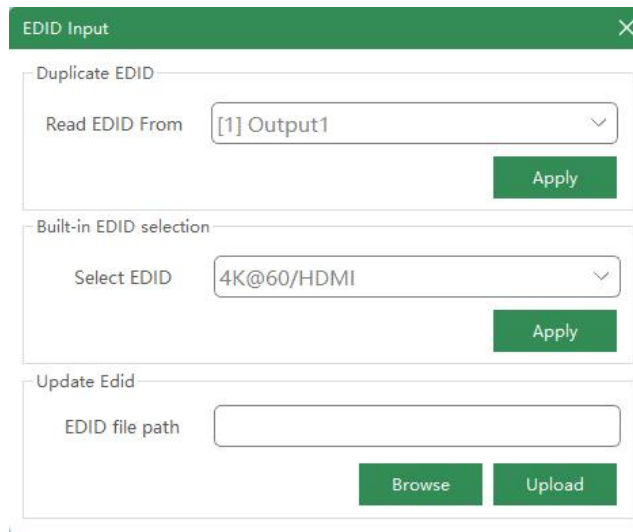 EDID Input
Duplicate EDID
Read EDID From [1] Output1
Apply
Built-in EDID selection
Select EDID 4K@60/HDMI
Apply
Update Edid
EDID file path
Browse Upload